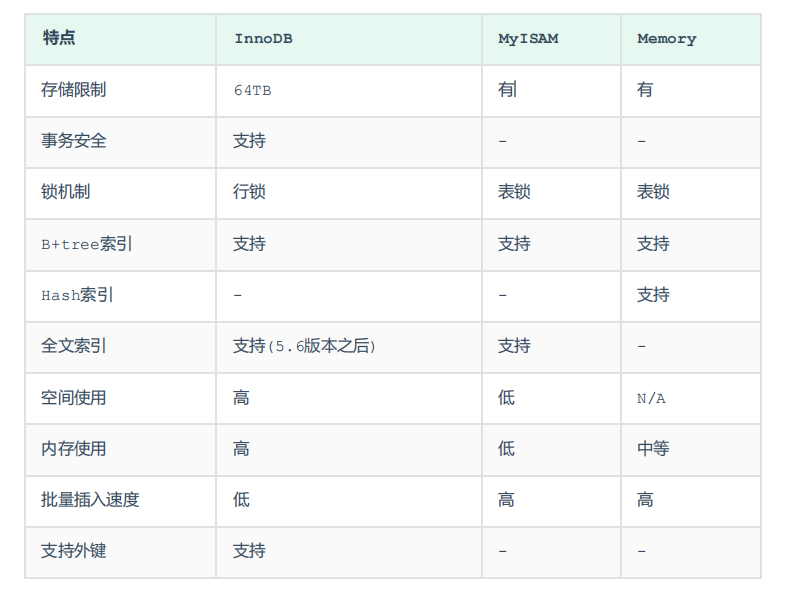 特点 InnoDB MyISAM Memory
存储限制 64TB 有 有
事务安全 支持 - -
锁机制 行锁 表锁 表锁
B+tree索引 支持 支持 支持
Hash索引 - - 支持
全文索引 支持(5.6版本之后) 支持 -
空间使用 高 低 N/A
内存使用 高 低 中等
批量插入速度 低 高 高
支持外键 支持 - -